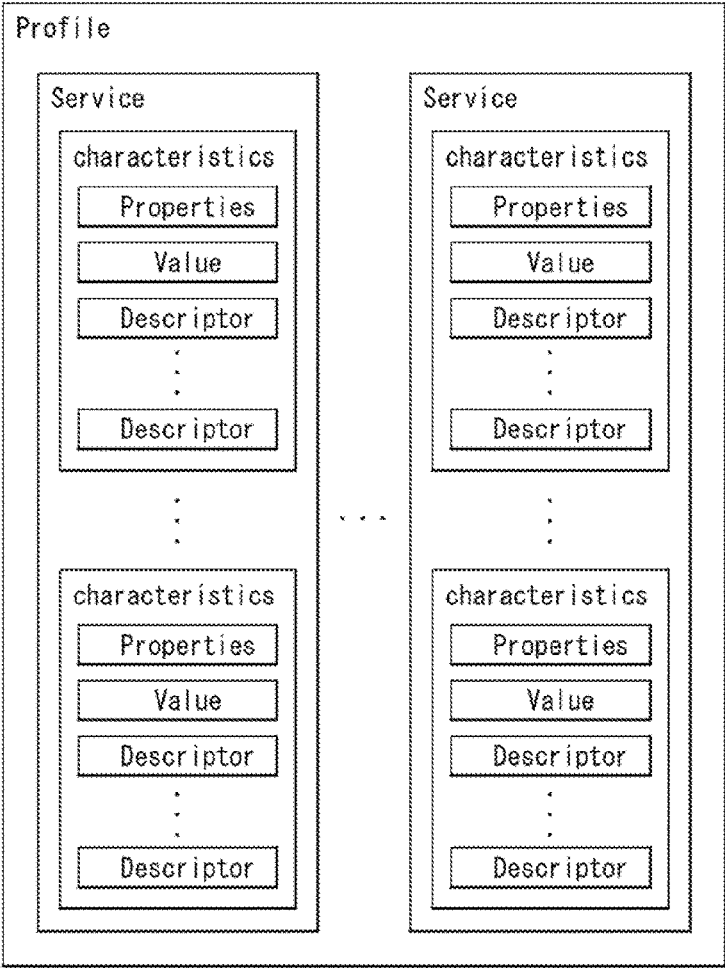 Profile
Service
characteristics
Properties
Value
Descriptor
Descriptor
characteristics
Properties
Value
Descriptor
Descriptor
Service
characteristics
Properties
Value
Descriptor
Descriptor
characteristics
Properties
Value
Descriptor
Descriptor